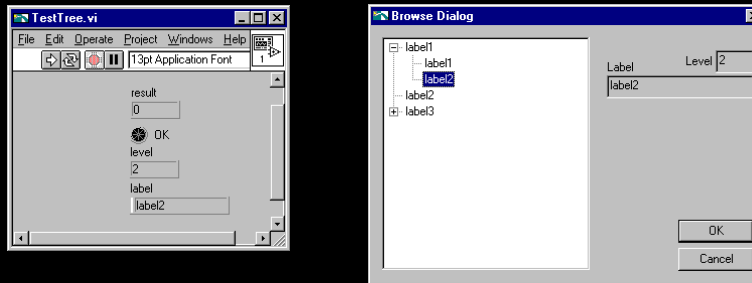 TestTree.vi
File Edit Operate Project Windows Help
13pt Application Font
1
result
0
OK
level
2
label
label2
Browse Dialog
label1
label1
label2
label2
label3
Label
Level 2
label2
OK
Cancel